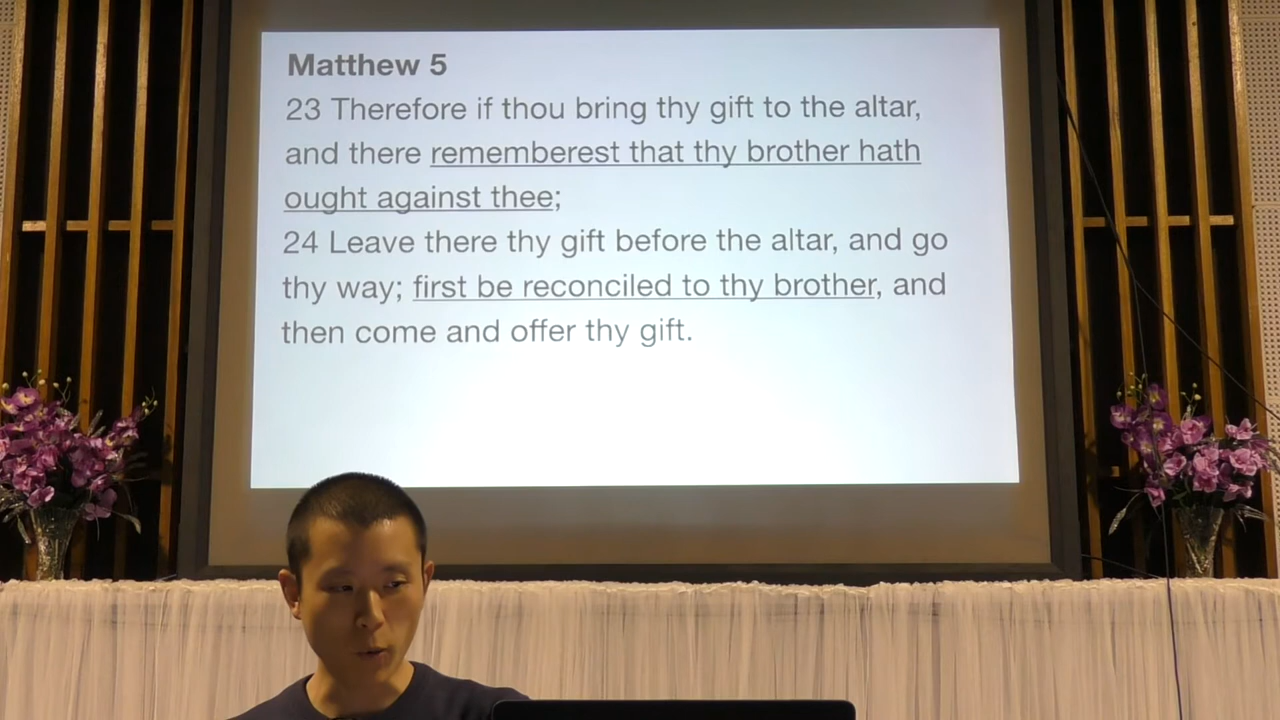 Matthew 5
23 Therefore if thou bring thy gift to the altar,
and there rememberest that thy brother hath
ought against thee;
24 Leave there thy gift before the altar, and go
thy way; first be reconciled to thy brother, and
then come and offer thy gift.